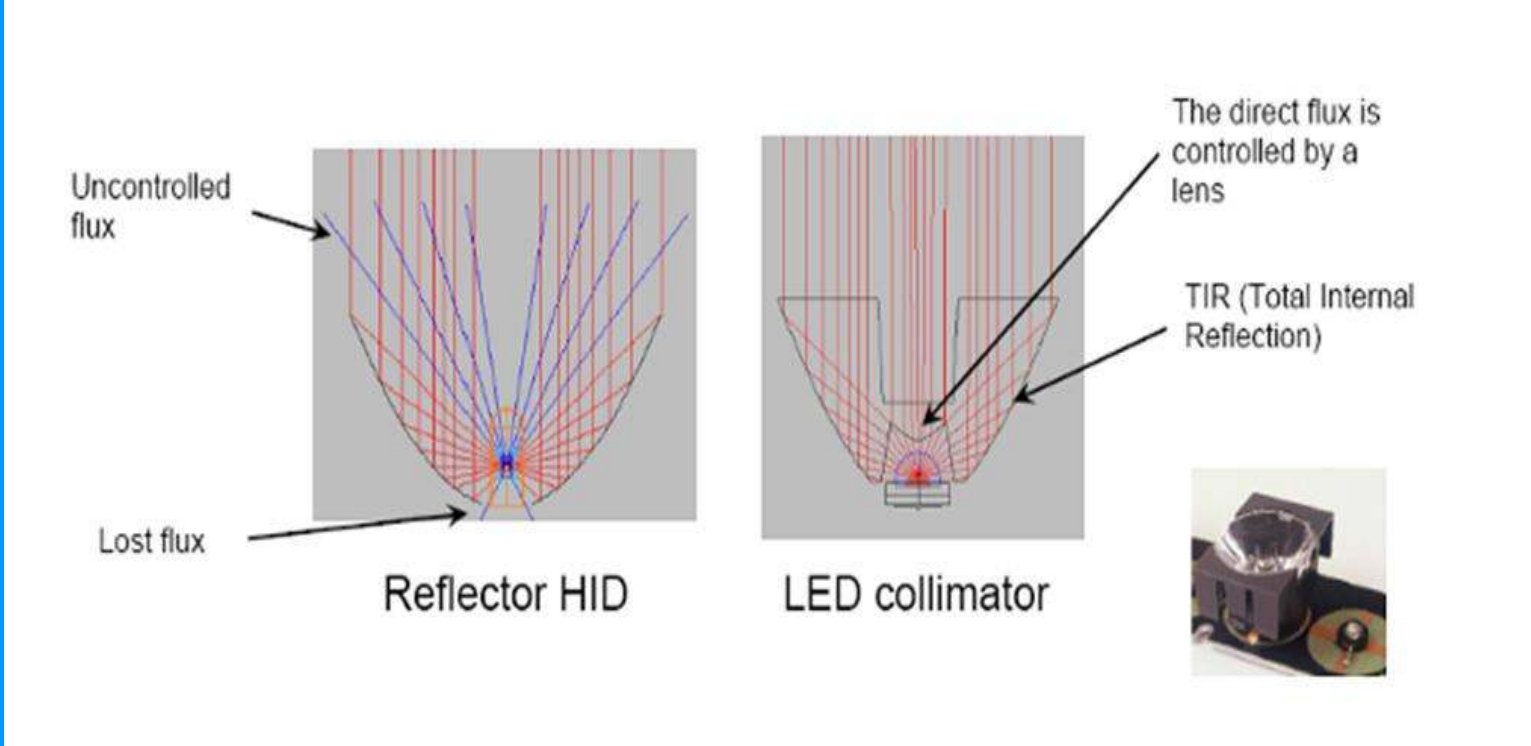 The direct flux is
controlled by a
lens
Uncontrolled
flux
TIR (Total Internal
Reflection)
Lost flux
Reflector HID
LED collimator